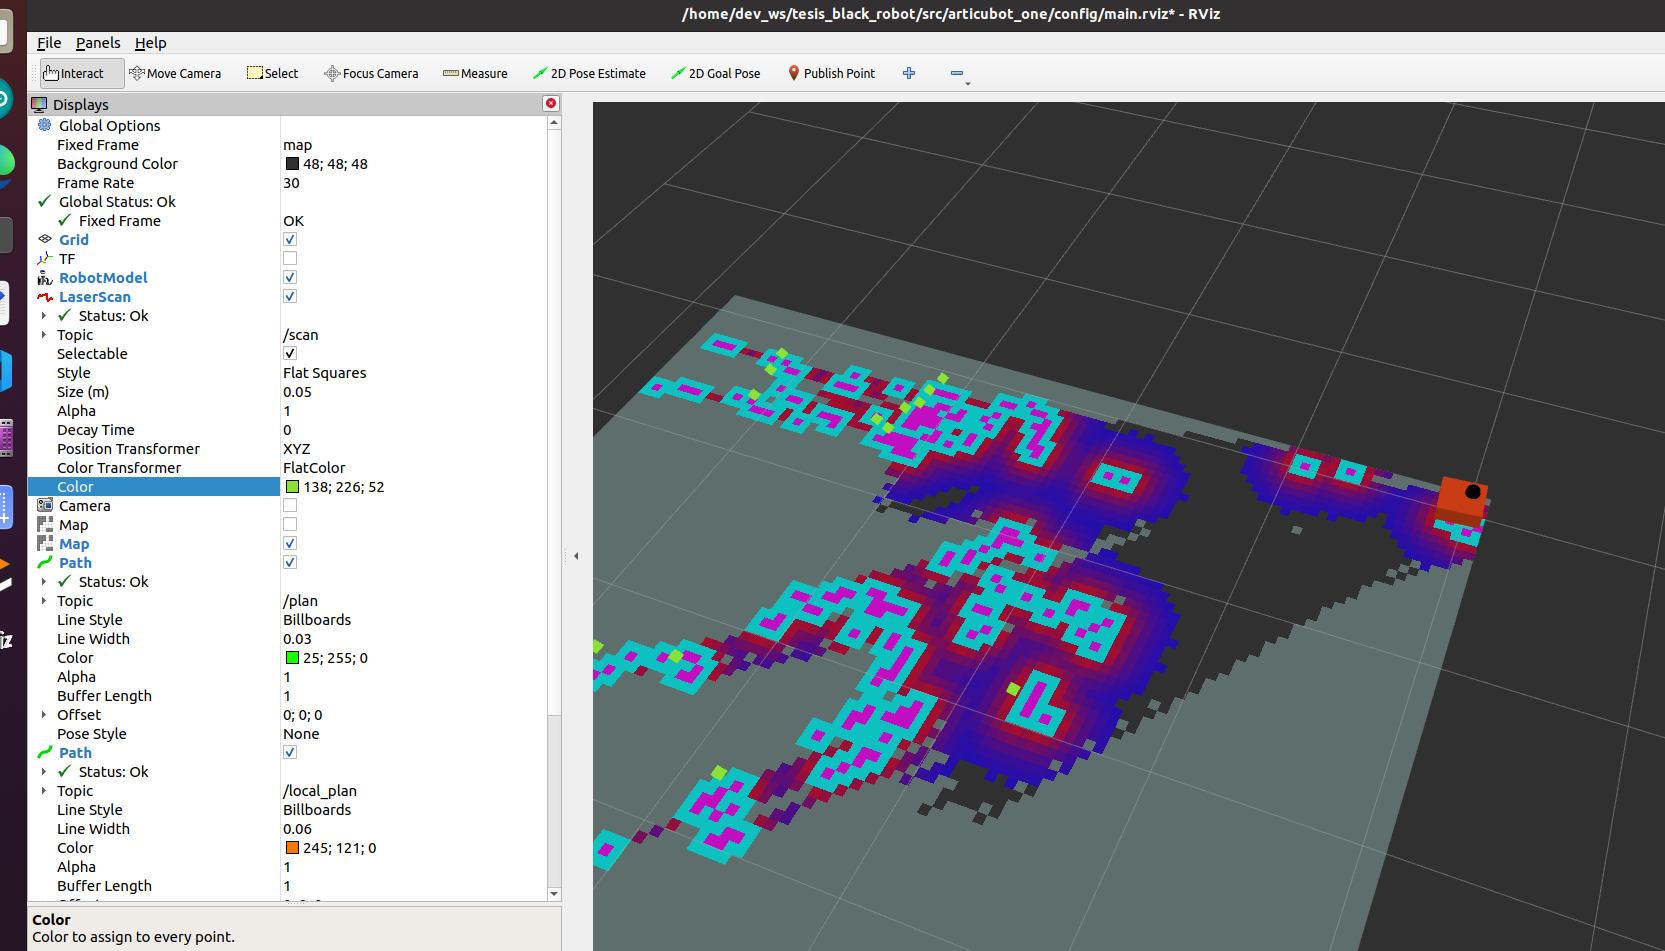 /home/dev_ws/tesis_black_robot/src/articubot_one/config/main.rviz* - RViz
File Panels Help
Interact Move Camera Select Focus Camera Measure 2D Pose Estimate 2D Goal Pose Publish Point
Displays
Global Options
Fixed Frame map
Background Color 48; 48; 48
Frame Rate 30
Global Status: Ok
Fixed Frame OK
Grid
TF
RobotModel
LaserScan
Status: Ok
Topic /scan
Selectable
Style Flat Squares
Size (m) 0.05
Alpha 1
Decay Time 0
Position Transformer XYZ
Color Transformer FlatColor
Color 138; 226; 52
Camera
Map
Map
Path
Status: Ok
Topic /plan
Line Style Billboards
Line Width 0.03
Color 25; 255; 0
Alpha 1
Buffer Length 1
Offset 0; 0; 0
Pose Style None
Path
Status: Ok
Topic /local_plan
Line Style Billboards
Line Width 0.06
Color 245; 121; 0
Alpha 1
Buffer Length 1
Color
Color to assign to every point.